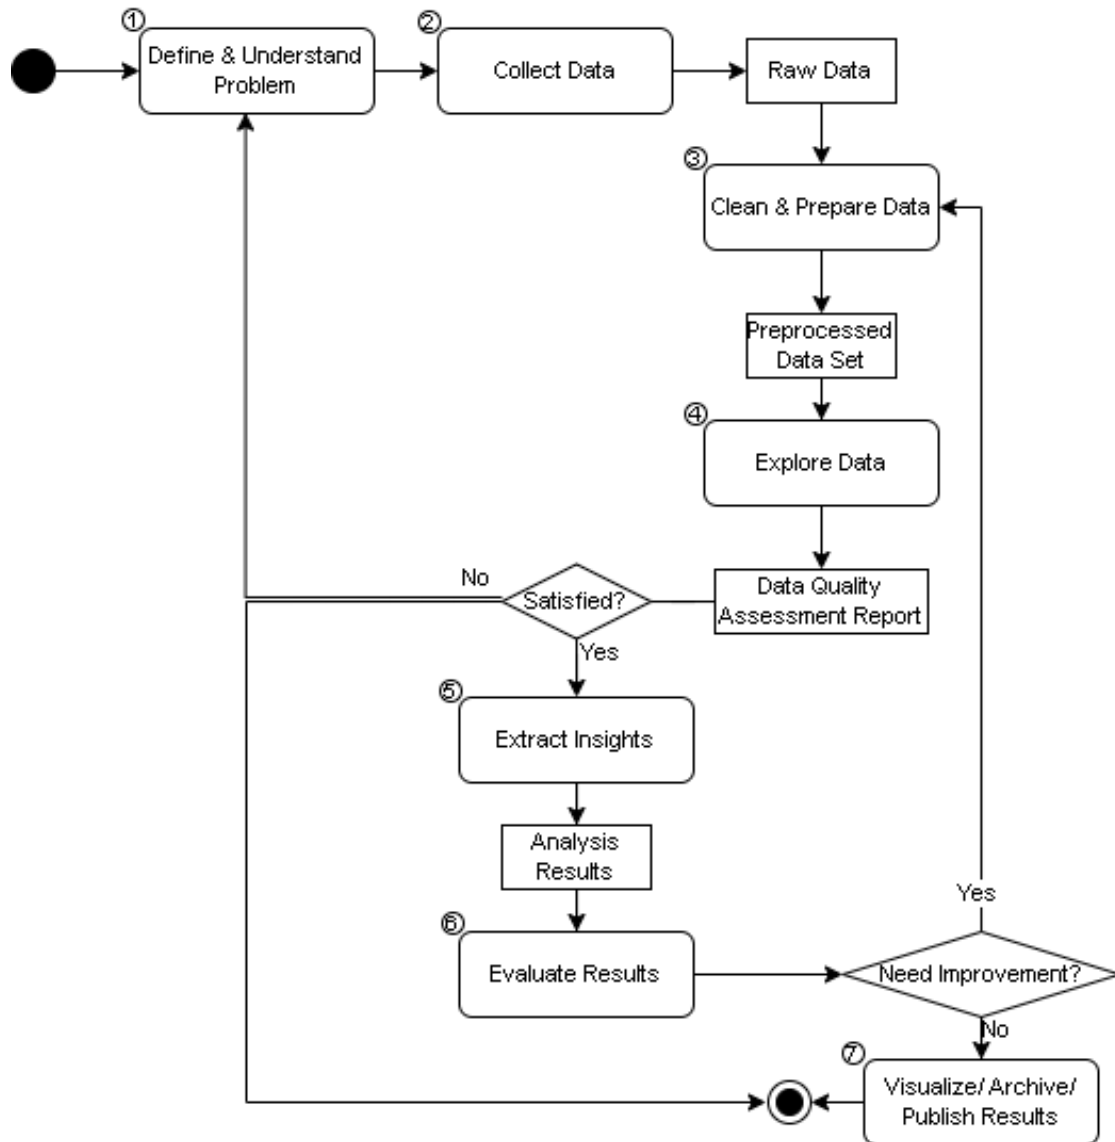 ①
Define & Understand
Problem
②
Collect Data
Raw Data
③
Clean & Prepare Data
Preprocessed
Data Set
④
Explore Data
No
Satisfied?
Data Quality
Assessment Report
Yes
⑤
Extract Insights
Analysis
Results
Yes
⑥
Evaluate Results
Need Improvement?
No
⑦
Visualize/ Archive/
Publish Results